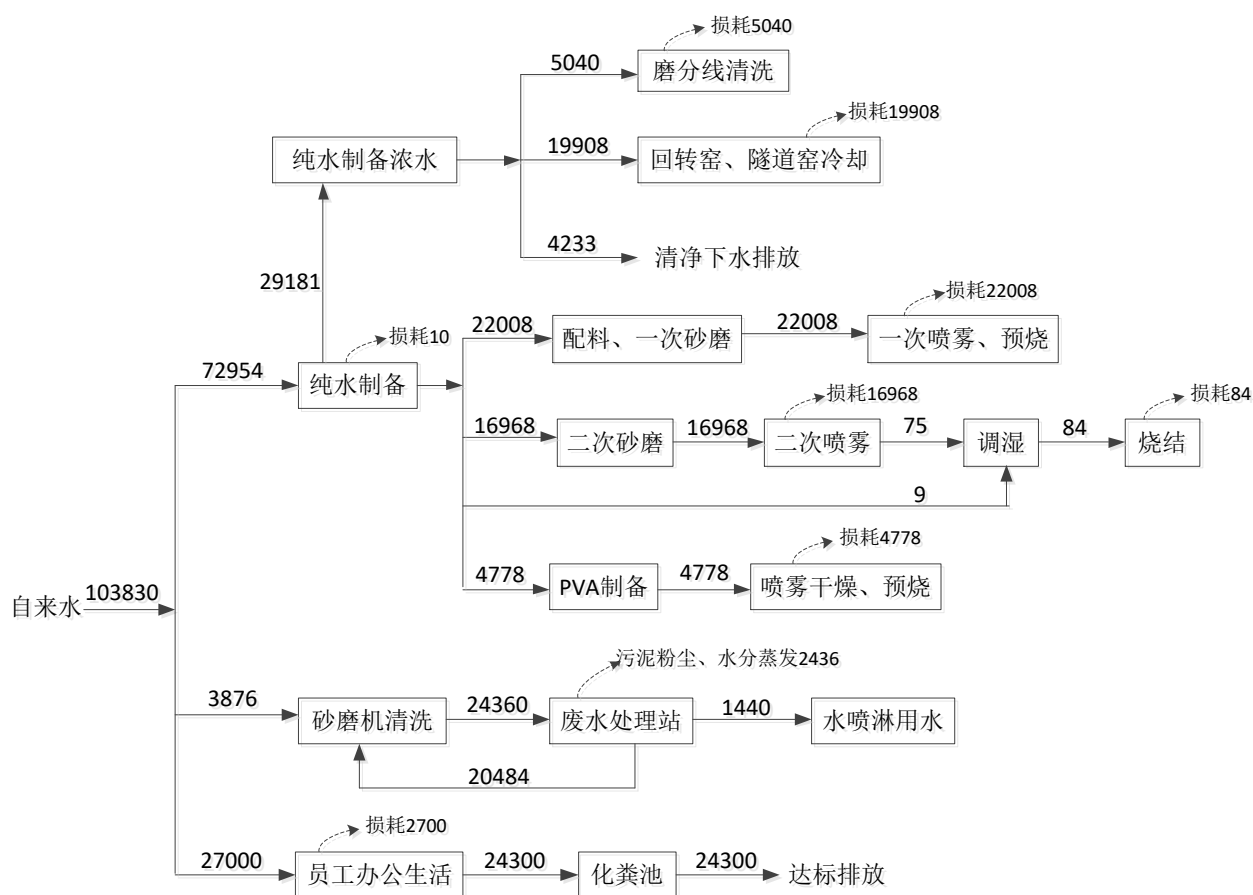 损耗5040
5040
磨分线清洗
损耗19908
纯水制备浓水
19908
回转窑、隧道窑冷却
4233
清净下水排放
29181
损耗22008
损耗10
22008
配料、一次砂磨
22008
一次喷雾、预烧
72954
纯水制备
损耗16968
损耗84
16968
二次砂磨
16968
二次喷雾
75
调湿
84
烧结
9
损耗4778
4778
PVA制备
4778
喷雾干燥、预烧
自来水
103830
污泥粉尘、水分蒸发2436
3876
砂磨机清洗
24360
废水处理站
1440
水喷淋用水
20484
损耗2700
27000
员工办公生活
24300
化粪池
24300
达标排放